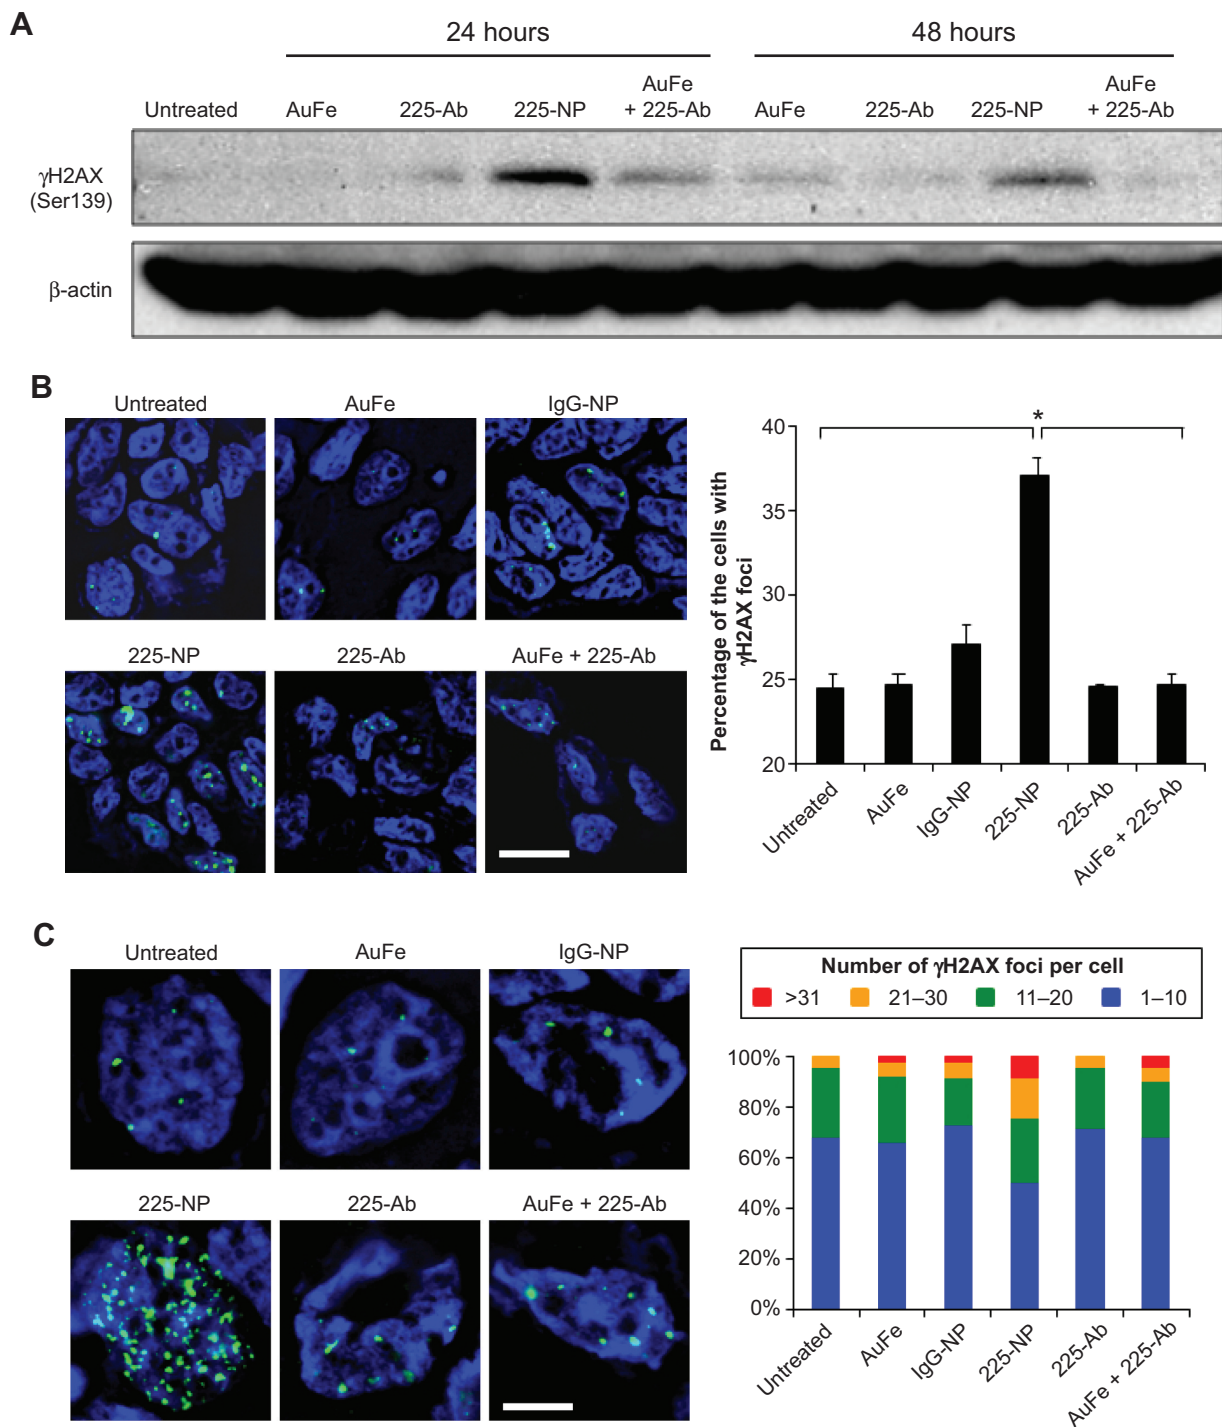 A
24 hours
48 hours
Untreated
AuFe
225-Ab
225-NP
AuFe
+ 225-Ab
AuFe
225-Ab
225-NP
AuFe
+ 225-Ab
γH2AX
(Ser139)
β-actin
B
Untreated
AuFe
IgG-NP
225-NP
225-Ab
AuFe + 225-Ab
Percentage of the cells with
γH2AX foci
*
40
35
30
25
20
Untreated
AuFe
IgG-NP
225-NP
225-Ab
AuFe + 225-Ab
C
Untreated
AuFe
IgG-NP
225-NP
225-Ab
AuFe + 225-Ab
Number of γH2AX foci per cell
>31
21–30
11–20
1–10
100%
80%
60%
40%
20%
0%
Untreated
AuFe
IgG-NP
225-NP
225-Ab
AuFe + 225-Ab